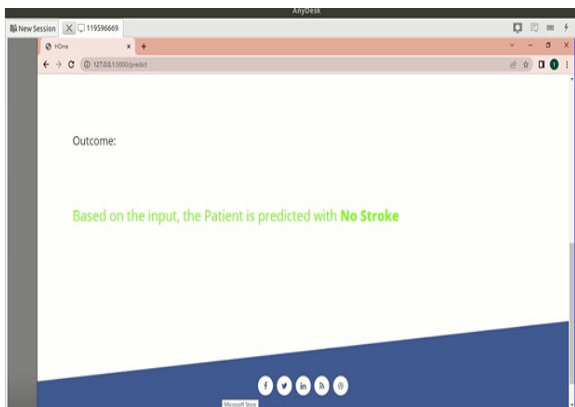 AnyDesk
New Session
119596669
HOme
127.0.0.1:5000/predict
Outcome:
Based on the input, the Patient is predicted with No Stroke
Microsoft Store